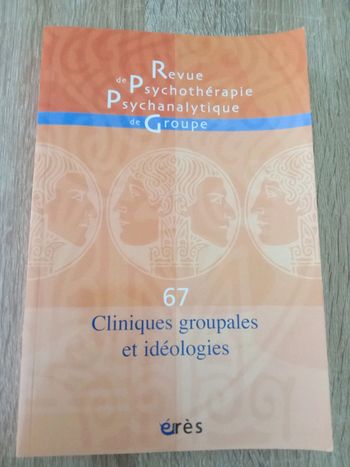 Revue
de Psychothérapie
Psychanalytique
de Groupe
67
Cliniques groupales
et idéologies
érès